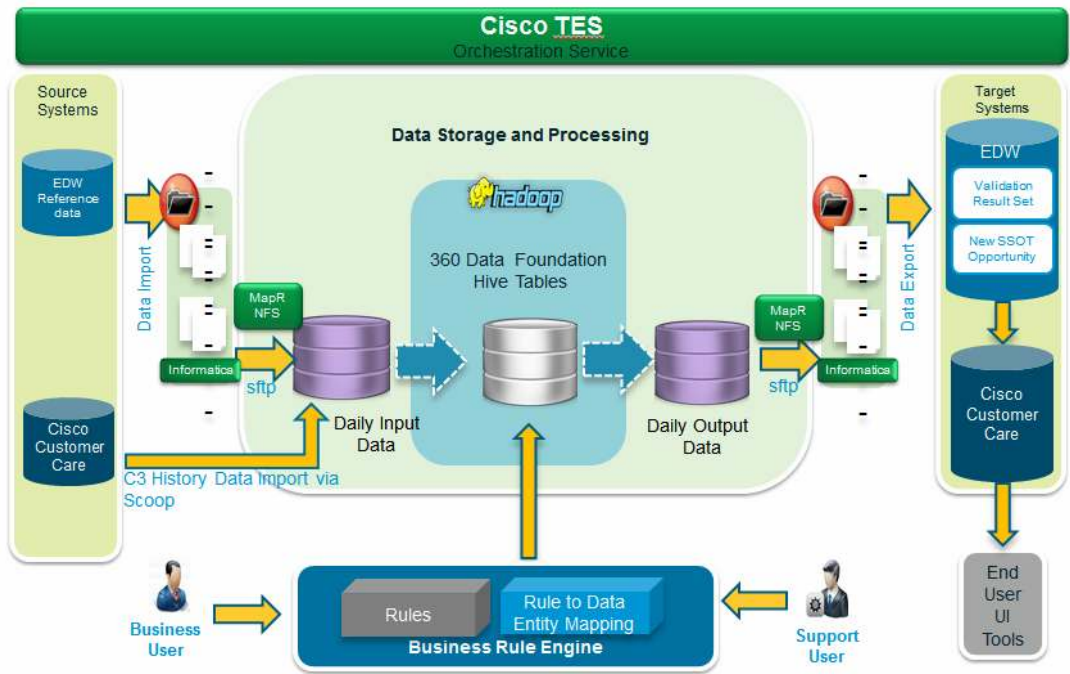 Cisco TES
Orchestration Service
Source
Systems
EDW
Reference
data
Data Import
Informatica
Cisco
Customer
Care
C3 History Data Import via
Scoop
Data Storage and Processing
hadoop
360 Data Foundation
Hive Tables
MapR
NFS
sftp
Daily Input
Data
Daily Output
Data
MapR
NFS
sftp
Informatica
Data Export
Target
Systems
EDW
Validation
Result Set
New SSOT
Opportunity
Cisco
Customer
Care
End
User
UI
Tools
Business
User
Rules
Rule to Data
Entity Mapping
Business Rule Engine
Support
User